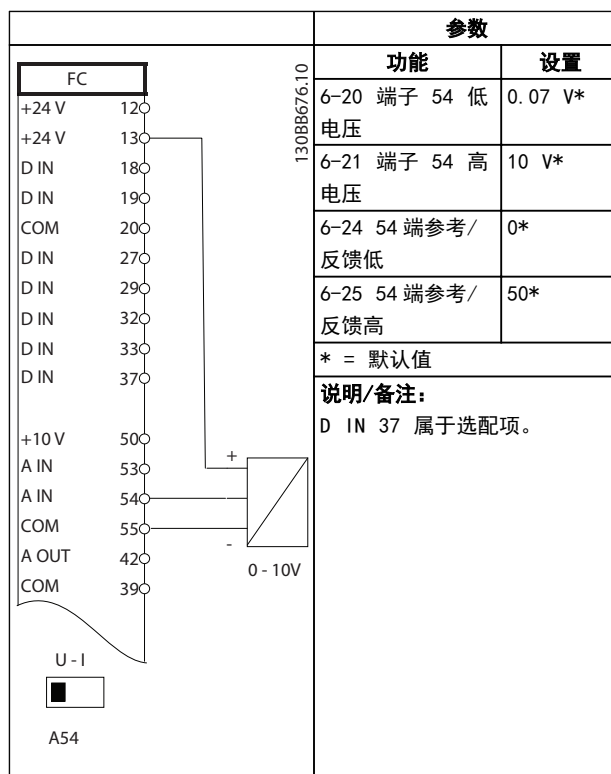 FC
+24 V 12
+24 V 13
D IN 18
D IN 19
COM 20
D IN 27
D IN 29
D IN 32
D IN 33
D IN 37
+10 V 50
A IN 53
A IN 54
COM 55
A OUT 42
COM 39
+
-
0 - 10V
U - I
A54
130BB676.10
参数
功能 设置
6-20 端子 54 低 0.07 V*
电压
6-21 端子 54 高 10 V*
电压
6-24 54 端参考/ 0*
反馈低
6-25 54 端参考/ 50*
反馈高
* = 默认值
说明/备注：
D IN 37 属于选配项。